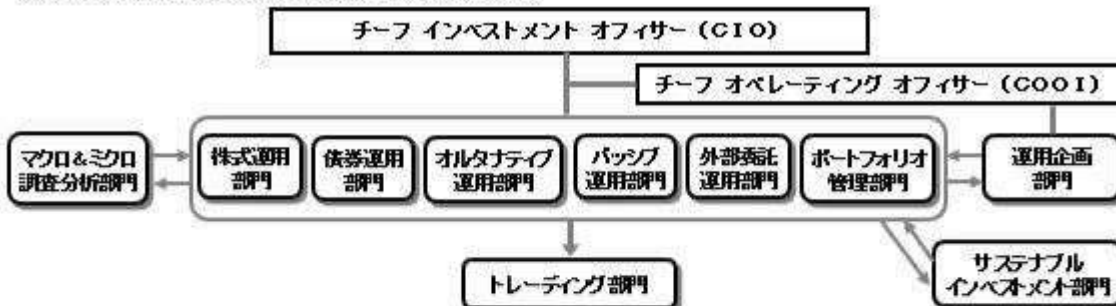 チーフ インベストメント オフィサー (CIO)
チーフ オペレーティング オフィサー (COOI)
マクロ&ミクロ
調査分析部門
株式運用
部門
債券運用
部門
オルタナティブ
運用部門
パッシブ
運用部門
外部委託
運用部門
ポートフォリオ
管理部門
運用企画
部門
トレーディング部門
サステナブル
インベストメント部門